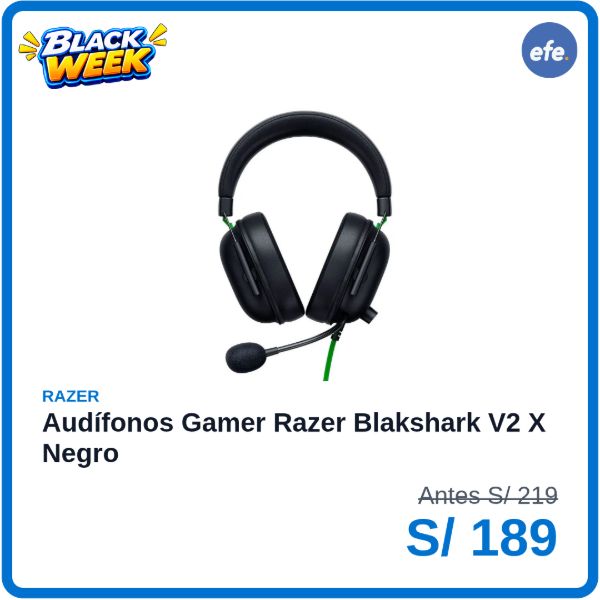 BLACK
WEEK
efe.
RAZER
Audífonos Gamer Razer Blakshark V2 X
Negro
Antes S/ 219
S/ 189